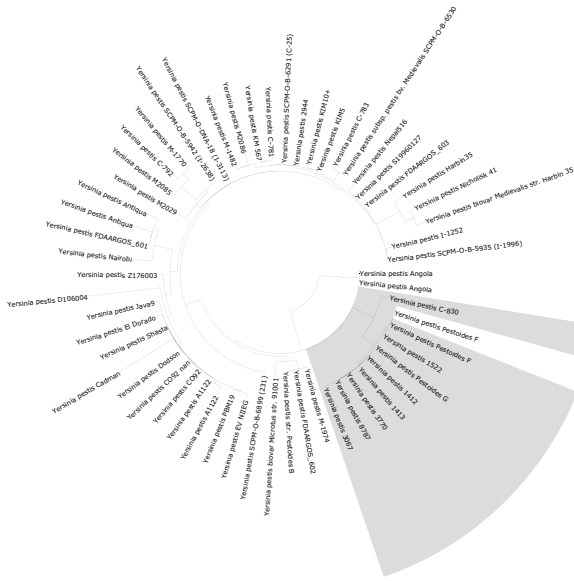 Yersinia pestis subsp. pestis bv. Medievalis SCPM-O-B-6530
Yersinia pestis SCPM-O-B-6291 (C-25)
Yersinia pestis 2944
Yersinia pestis KIM10+
Yersinia pestis KIM5
Yersinia pestis C-783
Yersinia pestis Nepal516
Yersinia pestis S19960127
Yersinia pestis FDAARGOS_603
Yersinia pestis Harbin35
Yersinia pestis Nicholisk 41
Yersinia pestis biovar Medievalis str. Harbin 35
Yersinia pestis I-1252
Yersinia pestis SCPM-O-B-5935 (I-1996)
Yersinia pestis Angola
Yersinia pestis Angola
Yersinia pestis C-830
Yersinia pestis Pestoides F
Yersinia pestis Pestoides F
Yersinia pestis 1522
Yersinia pestis Pestoides G
Yersinia pestis 1412
Yersinia pestis 1413
Yersinia pestis 3770
Yersinia pestis 8787
Yersinia pestis 3067
Yersinia pestis M-1974
Yersinia pestis FDAARGOS_602
Yersinia pestis str. Pestoides B
Yersinia pestis biovar Microtus str. 91001
Yersinia pestis SCPM-O-B-6899 (231)
Yersinia pestis EV NIIEG
Yersinia pestis PBM19
Yersinia pestis A1122
Yersinia pestis A1122
Yersinia pestis CO92
Yersinia pestis CO92 nan
Yersinia pestis Dodson
Yersinia pestis Cadman
Yersinia pestis Shasta
Yersinia pestis El Dorado
Yersinia pestis Java9
Yersinia pestis D106004
Yersinia pestis Z176003
Yersinia pestis Nairobi
Yersinia pestis FDAARGOS_601
Yersinia pestis Antiqua
Yersinia pestis Antiqua
Yersinia pestis M2029
Yersinia pestis M2085
Yersinia pestis C-792
Yersinia pestis M-1770
Yersinia pestis SCPM-O-B-5942 (I-2638)
Yersinia pestis SCPM-O-DNA-18 (I-3113)
Yersinia pestis M-1482
Yersinia pestis M2086
Yersinia pestis KM 567
Yersinia pestis C-781